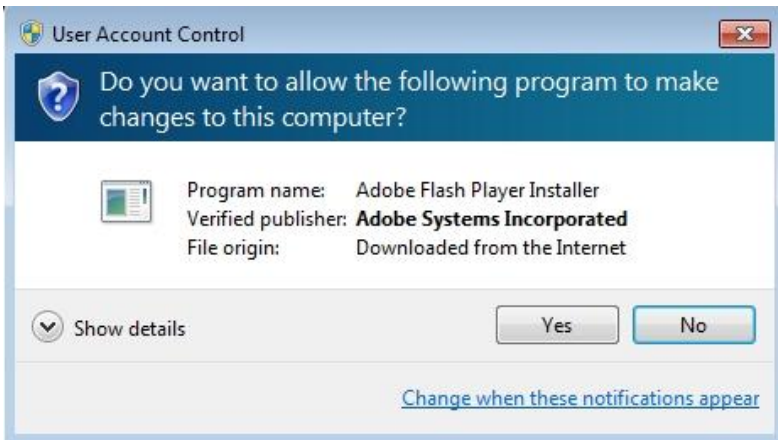 User Account Control
Do you want to allow the following program to make
changes to this computer?
Program name: Adobe Flash Player Installer
Verified publisher: Adobe Systems Incorporated
File origin: Downloaded from the Internet
Show details
Yes No
Change when these notifications appear